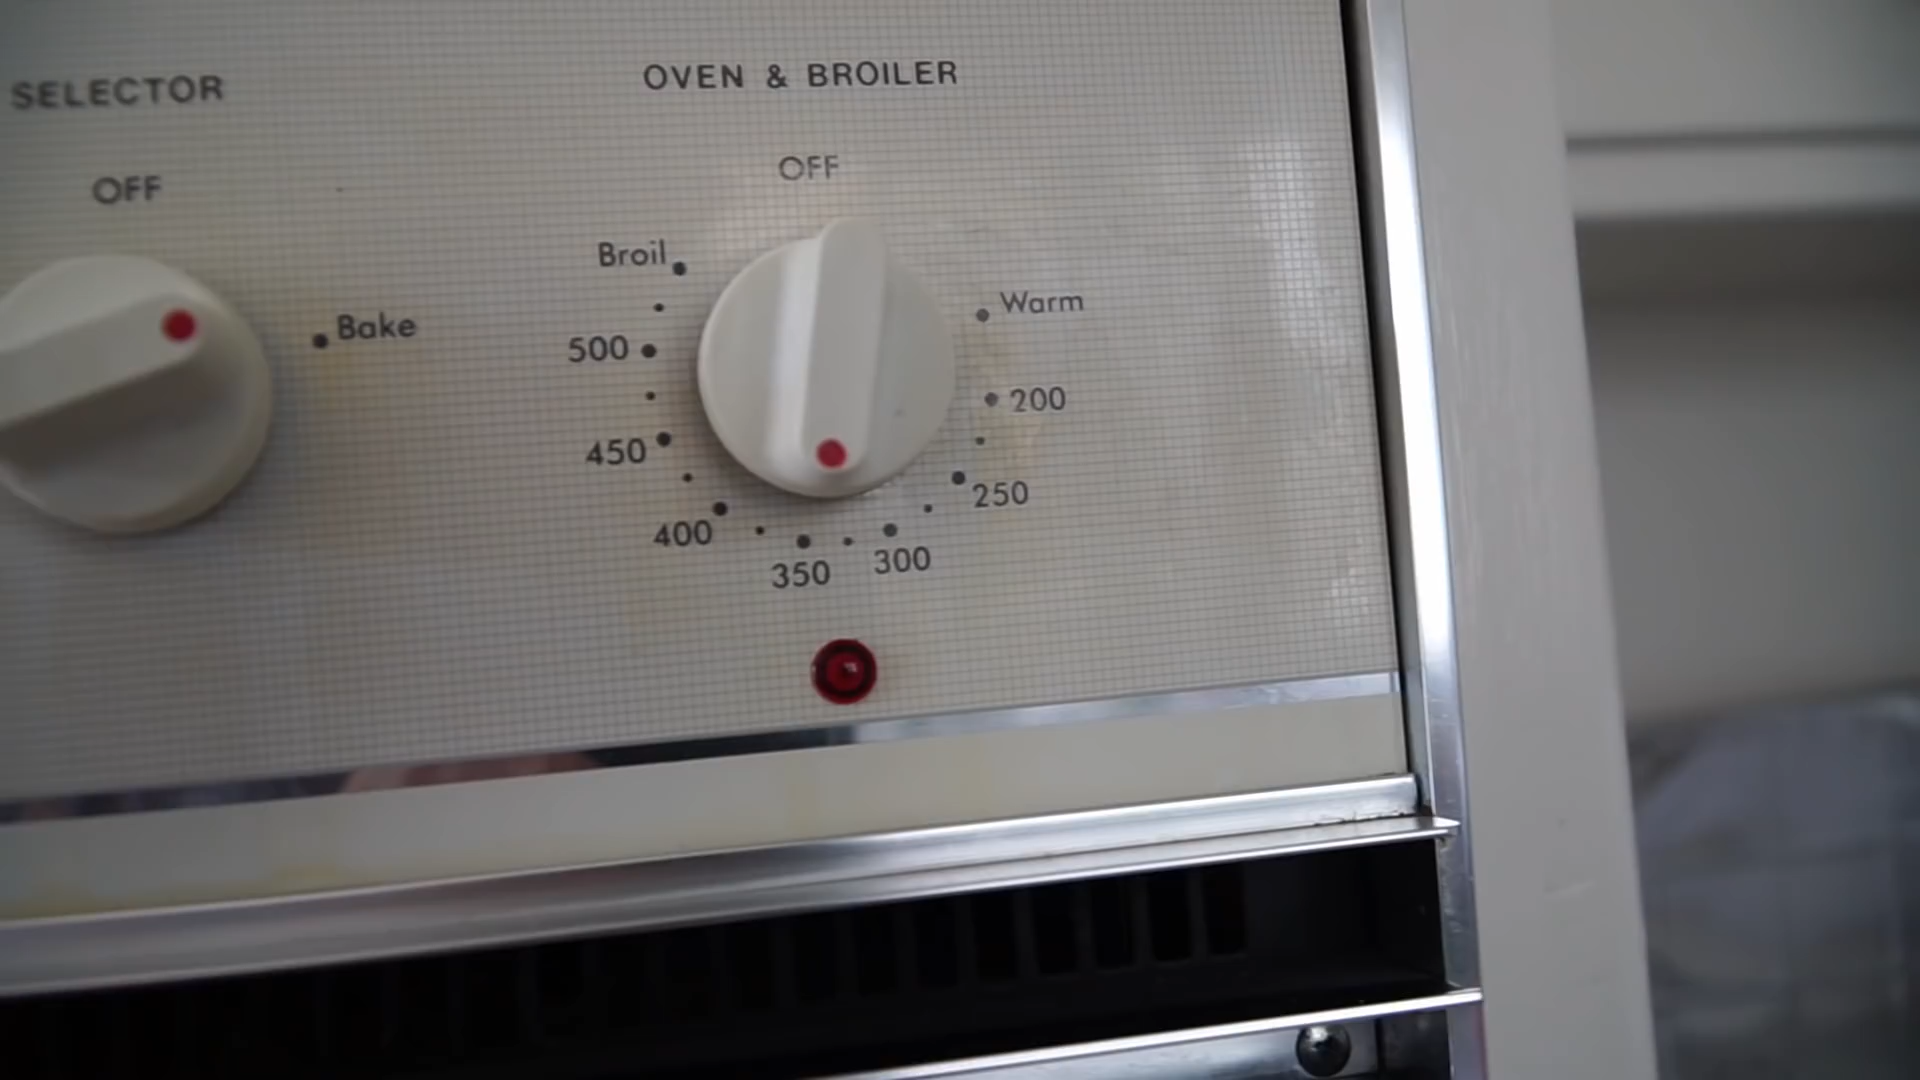 SELECTOR
OFF
Bake
OVEN & BROILER
OFF
Broil
Warm
500
200
450
250
400
300
350